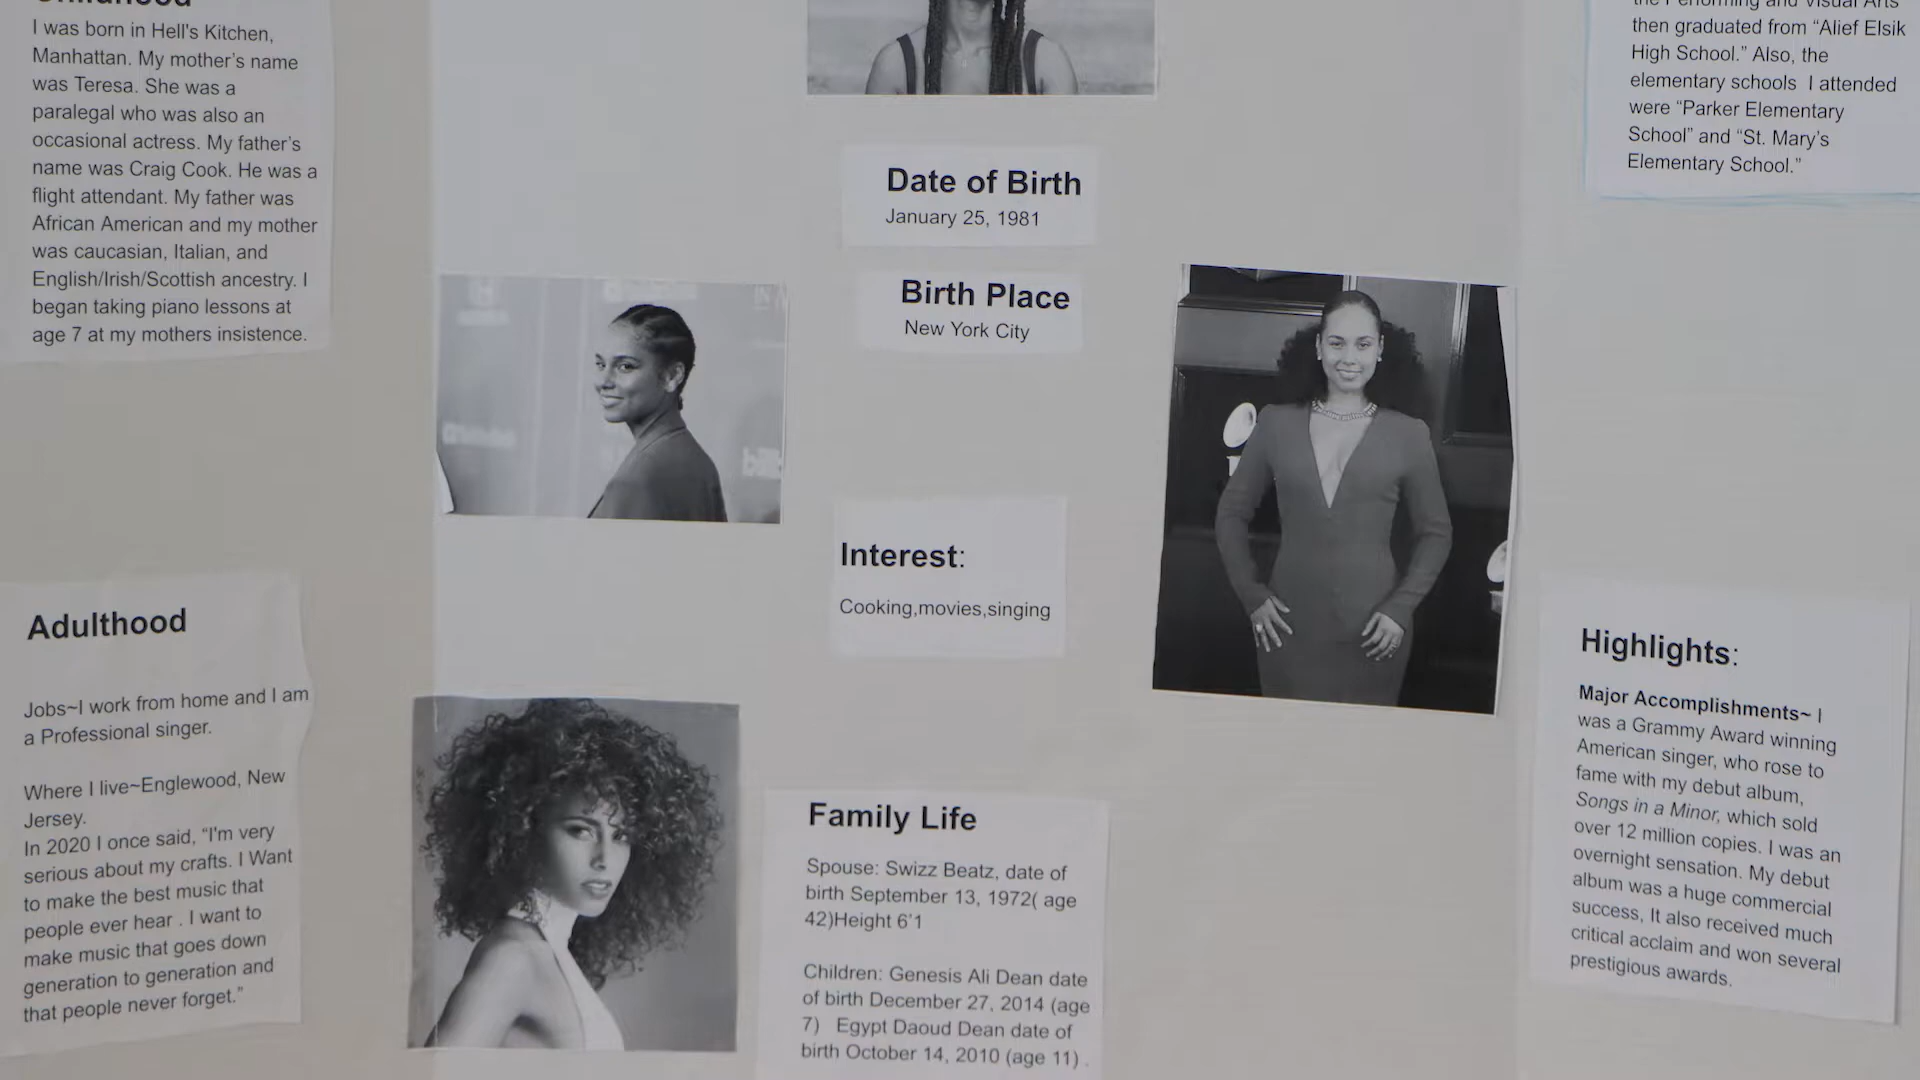 Childhood
I was born in Hell's Kitchen,
Manhattan. My mother's name
was Teresa. She was a
paralegal who was also an
occasional actress. My father's
name was Craig Cook. He was a
flight attendant. My father was
African American and my mother
was caucasian, Italian, and
English/Irish/Scottish ancestry. I
began taking piano lessons at
age 7 at my mothers insistence.
Adulthood
Jobs~I work from home and I am
a Professional singer.
Where I live~Englewood, New
Jersey.
In 2020 I once said, “I'm very
serious about my crafts. I Want
to make the best music that
people ever hear . I want to
make music that goes down
generation to generation and
that people never forget.”
Date of Birth
January 25, 1981
Birth Place
New York City
Interest:
Cooking,movies,singing
Family Life
Spouse: Swizz Beatz, date of
birth September 13, 1972( age
42)Height 6'1
Children: Genesis Ali Dean date
of birth December 27, 2014 (age
7) Egypt Daoud Dean date of
birth October 14, 2010 (age 11) .
the Performing and Visual Arts
then graduated from “Alief Elsik
High School.” Also, the
elementary schools I attended
were “Parker Elementary
School” and “St. Mary's
Elementary School.”
Highlights:
Major Accomplishments~ I
was a Grammy Award winning
American singer, who rose to
fame with my debut album,
Songs in a Minor, which sold
over 12 million copies. I was an
overnight sensation. My debut
album was a huge commercial
success, It also received much
critical acclaim and won several
prestigious awards.